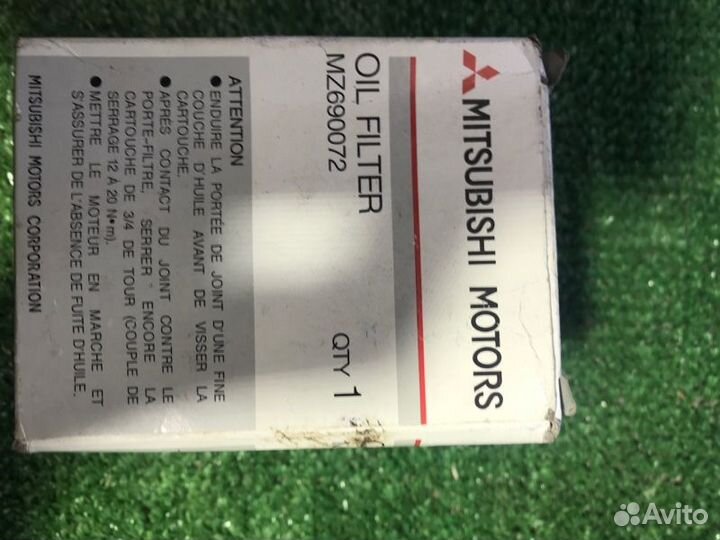 MITSUBISHI MOTORS
OIL FILTER
MZ690072
QTY 1
ATTENTION
● ENDUIRE LA PORTÉE DE JOINT D'UNE FINE
COUCHE D'HUILE AVANT DE VISSER LA
CARTOUCHE.
● APRÉS CONTACT DU JOINT CONTRE LE
PORTE-FILTRE, SERRER ENCORE LA
CARTOUCHE DE 3/4 DE TOUR (COUPLE DE
SERRAGE 12 À 20 N•m).
● METTRE LE MOTEUR EN MARCHE ET
S'ASSURER DE L'ABSENCE DE FUITE D'HUILE.
MITSUBISHI MOTORS CORPORATION
Avito